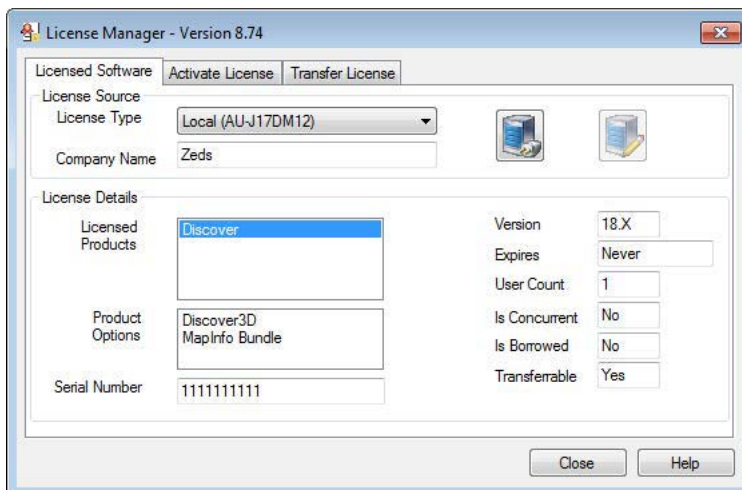 License Manager - Version 8.74
Licensed Software
Activate License
Transfer License
License Source
License Type
Local (AU-J17DM12)
Company Name
Zeds
License Details
Licensed Products
Discover
Product Options
Discover3D
MapInfo Bundle
Serial Number
1111111111
Version
18.X
Expires
Never
User Count
1
Is Concurrent
No
Is Borrowed
No
Transferrable
Yes
Close
Help